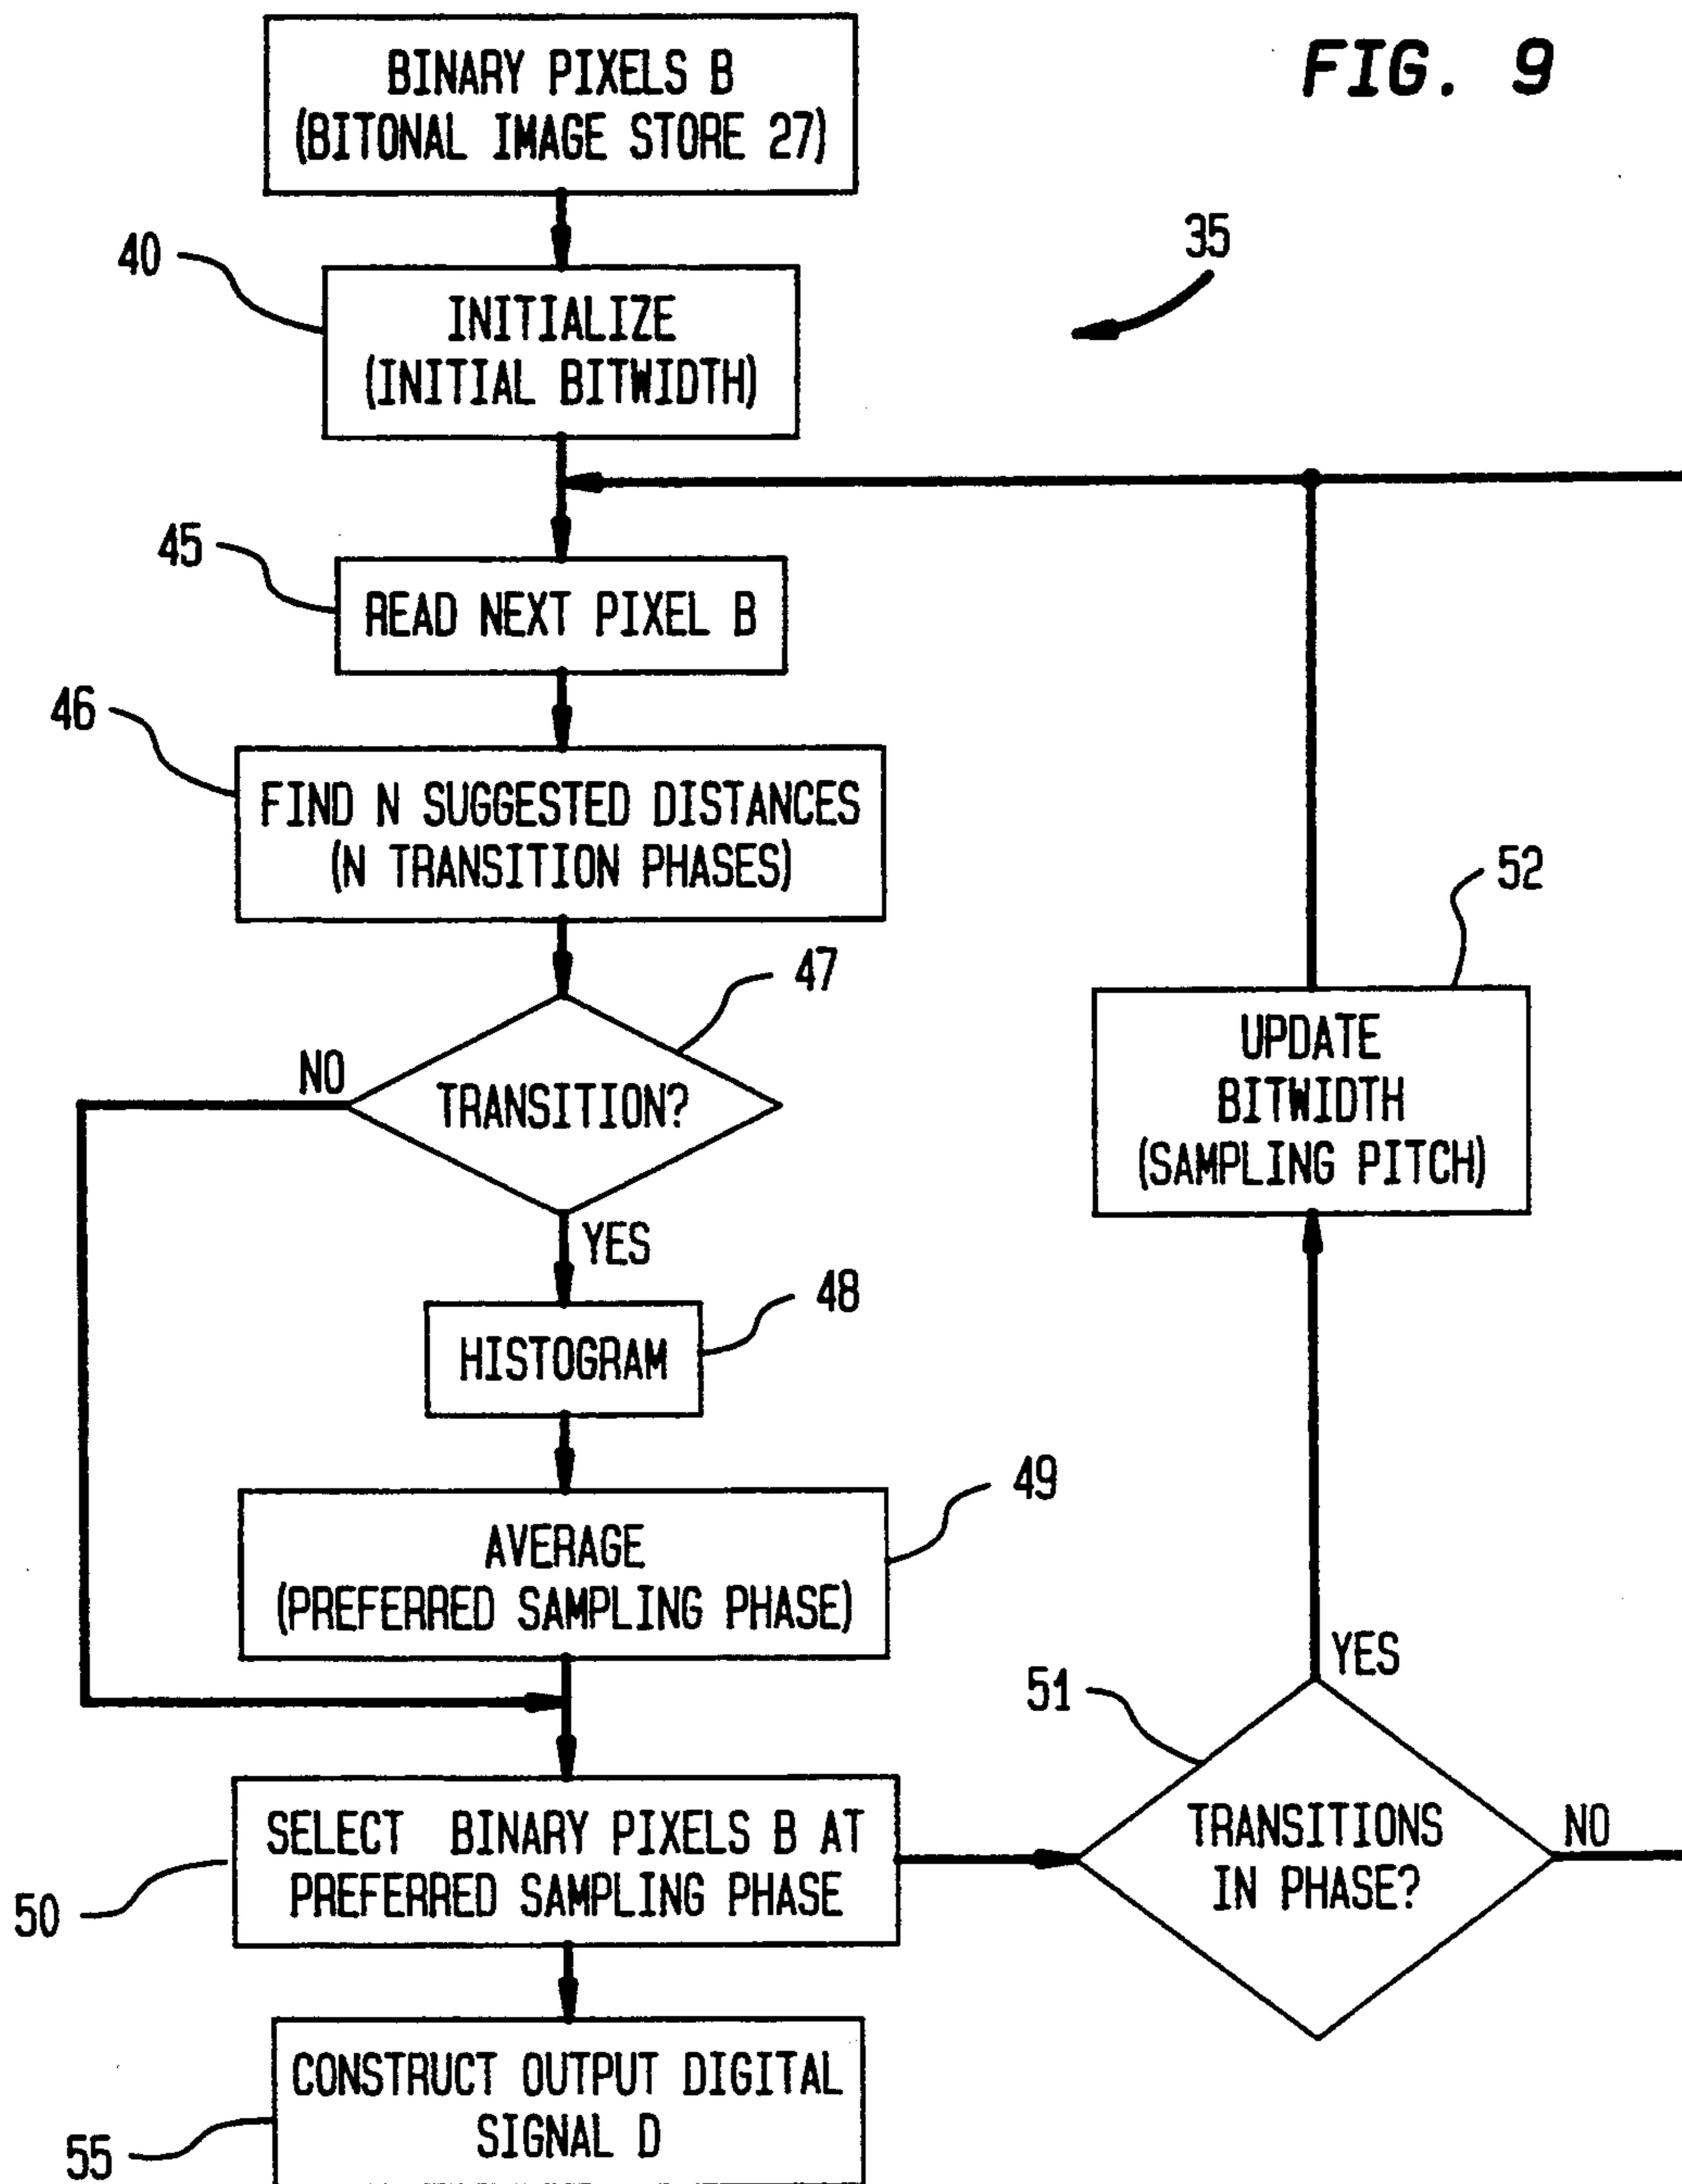 FIG. 9
BINARY PIXELS B
(BITONAL IMAGE STORE 27)
40
35
INITIALIZE
(INITIAL BITWIDTH)
45
READ NEXT PIXEL B
46
FIND N SUGGESTED DISTANCES
(N TRANSITION PHASES)
52
47
NO
TRANSITION?
UPDATE
BITWIDTH
(SAMPLING PITCH)
YES
48
HISTOGRAM
49
AVERAGE
(PREFERRED SAMPLING PHASE)
YES
51
50
SELECT BINARY PIXELS B AT
PREFERRED SAMPLING PHASE
TRANSITIONS
IN PHASE?
NO
55
CONSTRUCT OUTPUT DIGITAL
SIGNAL D